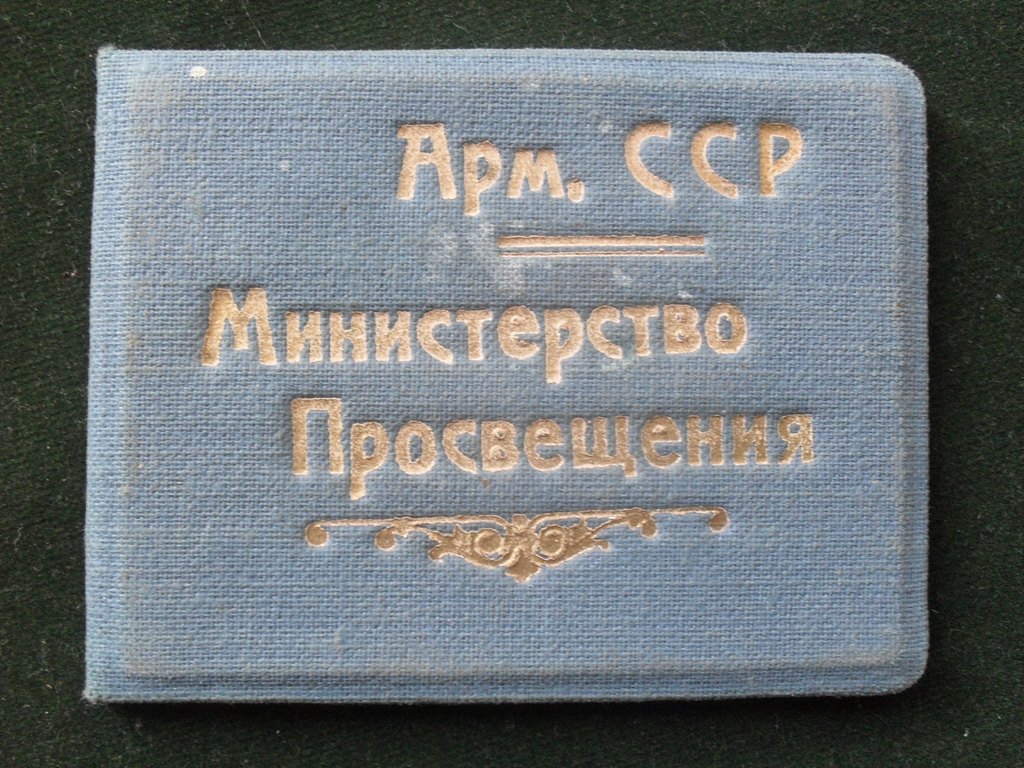 Арм. ССР
Министерство
Просвещения